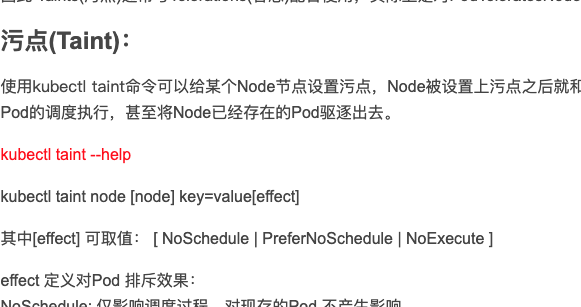 污点(Taint)：
使用kubectl taint命令可以给某个Node节点设置污点，Node被设置上污点之后就和
Pod的调度执行，甚至将Node已经存在的Pod驱逐出去。
kubectl taint --help
kubectl taint node [node] key=value[effect]
其中[effect] 可取值： [ NoSchedule | PreferNoSchedule | NoExecute ]
effect 定义对Pod 排斥效果：
NoSchedule: 仅影响调度过程，对现存的Pod 不产生影响